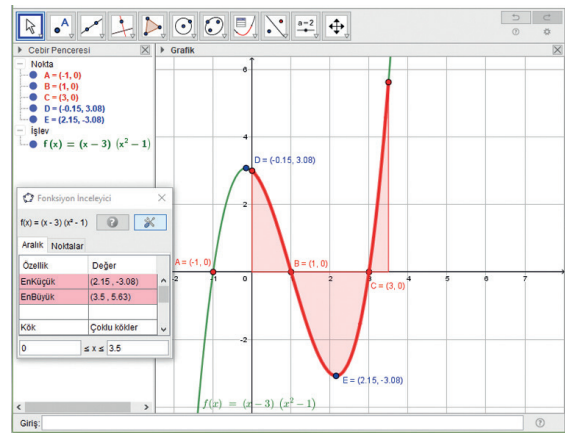 a=2
Cebir Penceresi
Nokta
A = (-1, 0)
B = (1, 0)
C = (3, 0)
D = (-0.15, 3.08)
E = (2.15, -3.08)
İşlev
f(x) = (x − 3) (x² − 1)
Fonksiyon İnceleyici
f(x) = (x - 3) (x² - 1)
Aralık Noktalar
Özellik Değer
EnKüçük (2.15 , -3.08)
EnBüyük (3.5 , 5.63)
Kök Çoklu kökler
0 ≤ x ≤ 3.5
Grafik
6
4
D = (-0.15, 3.08)
2
A = (-1, 0)
B = (1, 0)
C = (3, 0)
-2 -1 0 1 2 3 4 5 6 7
-2
E = (2.15, -3.08)
f(x) = (x − 3) (x² − 1)
Giriş: